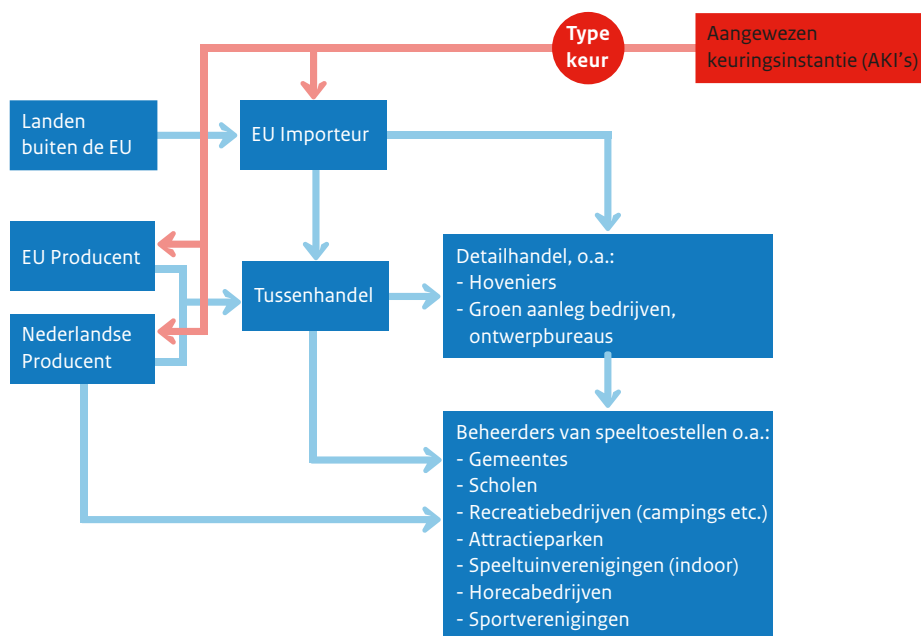 Type
keur
Aangewezen
keuringsinstantie (AKI's)
Landen
buiten de EU
EU Importeur
EU Producent
Tussenhandel
Detailhandel, o.a.:
- Hoveniers
- Groen aanleg bedrijven,
ontwerpbureaus
Nederlandse
Producent
Beheerders van speeltoestellen o.a.:
- Gemeentes
- Scholen
- Recreatiebedrijven (campings etc.)
- Attractieparken
- Speeltuinverenigingen (indoor)
- Horecabedrijven
- Sportverenigingen